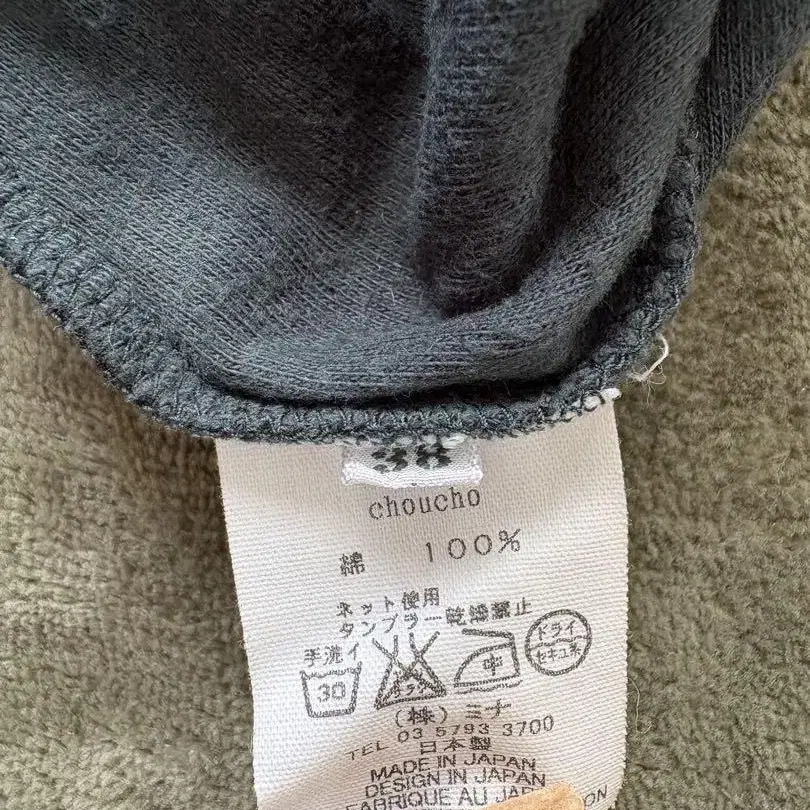 38
choucho
綿 100%
ネット使用
タンブラー乾燥禁止
手洗イ
30
エンソ
サラシ
中
ドライ
セキユ系
(株)ミナ
TEL 03 5793 3700
日本製
MADE IN JAPAN
DESIGN IN JAPAN
FABRIQUE AU JAPON